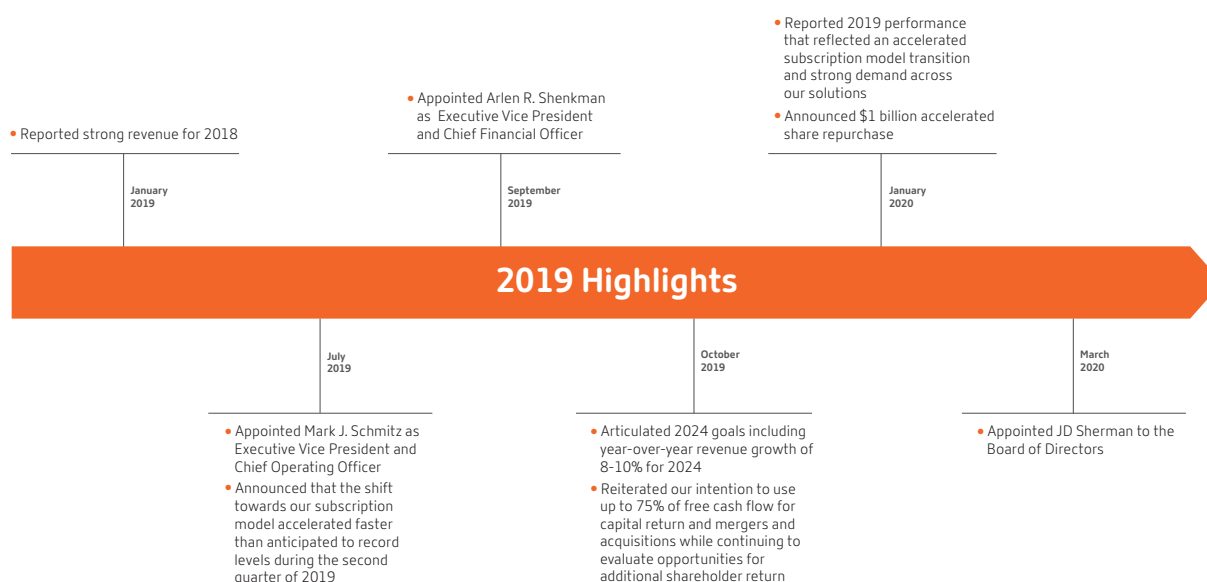 • Reported strong revenue for 2018
January
2019
• Appointed Arlen R. Shenkman
as Executive Vice President
and Chief Financial Officer
September
2019
• Reported 2019 performance
that reflected an accelerated
subscription model transition
and strong demand across
our solutions
• Announced $1 billion accelerated
share repurchase
January
2020
2019 Highlights
July
2019
• Appointed Mark J. Schmitz as
Executive Vice President and
Chief Operating Officer
• Announced that the shift
towards our subscription
model accelerated faster
than anticipated to record
levels during the second
quarter of 2019
October
2019
• Articulated 2024 goals including
year-over-year revenue growth of
8-10% for 2024
• Reiterated our intention to use
up to 75% of free cash flow for
capital return and mergers and
acquisitions while continuing to
evaluate opportunities for
additional shareholder return
March
2020
• Appointed JD Sherman to the
Board of Directors